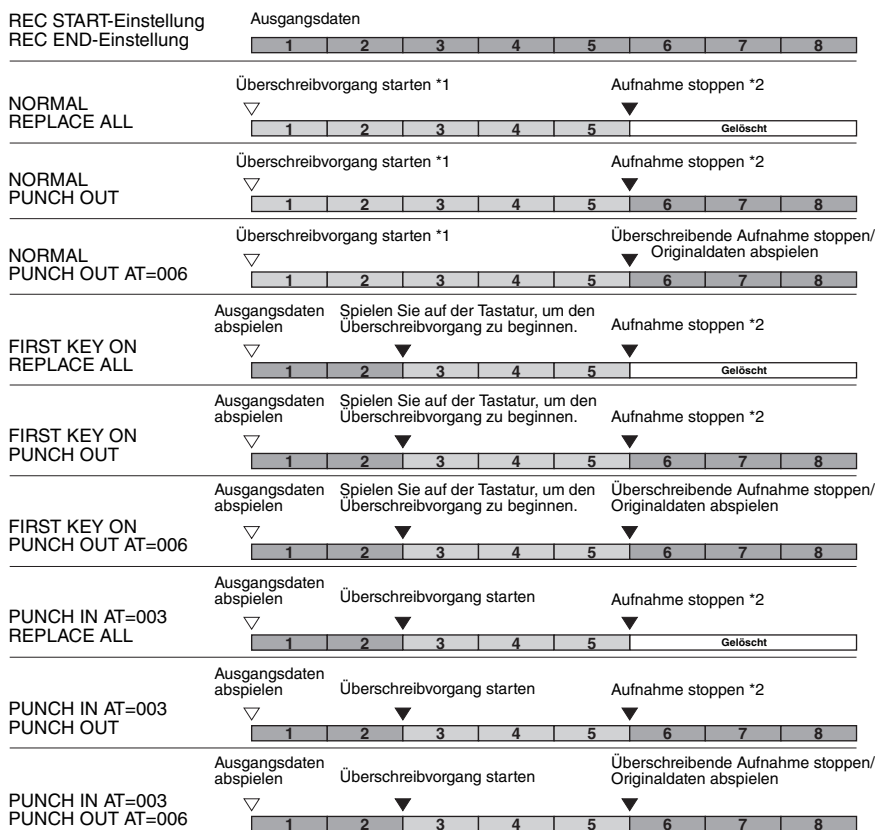 REC START-Einstellung
REC END-Einstellung
Ausgangsdaten
1 2 3 4 5 6 7 8
NORMAL
REPLACE ALL
Überschreibvorgang starten *1
Aufnahme stoppen *2
1 2 3 4 5 Gelöscht
NORMAL
PUNCH OUT
Überschreibvorgang starten *1
Aufnahme stoppen *2
1 2 3 4 5 6 7 8
NORMAL
PUNCH OUT AT=006
Überschreibvorgang starten *1
Überschreibende Aufnahme stoppen/
Originaldaten abspielen
1 2 3 4 5 6 7 8
FIRST KEY ON
REPLACE ALL
Ausgangsdaten
abspielen
Spielen Sie auf der Tastatur, um den
Überschreibvorgang zu beginnen.
Aufnahme stoppen *2
1 2 3 4 5 Gelöscht
FIRST KEY ON
PUNCH OUT
Ausgangsdaten
abspielen
Spielen Sie auf der Tastatur, um den
Überschreibvorgang zu beginnen.
Aufnahme stoppen *2
1 2 3 4 5 6 7 8
FIRST KEY ON
PUNCH OUT AT=006
Ausgangsdaten
abspielen
Spielen Sie auf der Tastatur, um den
Überschreibvorgang zu beginnen.
Überschreibende Aufnahme stoppen/
Originaldaten abspielen
1 2 3 4 5 6 7 8
PUNCH IN AT=003
REPLACE ALL
Ausgangsdaten
abspielen
Überschreibvorgang starten
Aufnahme stoppen *2
1 2 3 4 5 Gelöscht
PUNCH IN AT=003
PUNCH OUT
Ausgangsdaten
abspielen
Überschreibvorgang starten
Aufnahme stoppen *2
1 2 3 4 5 6 7 8
PUNCH IN AT=003
PUNCH OUT AT=006
Ausgangsdaten
abspielen
Überschreibvorgang starten
Überschreibende Aufnahme stoppen/
Originaldaten abspielen
1 2 3 4 5 6 7 8